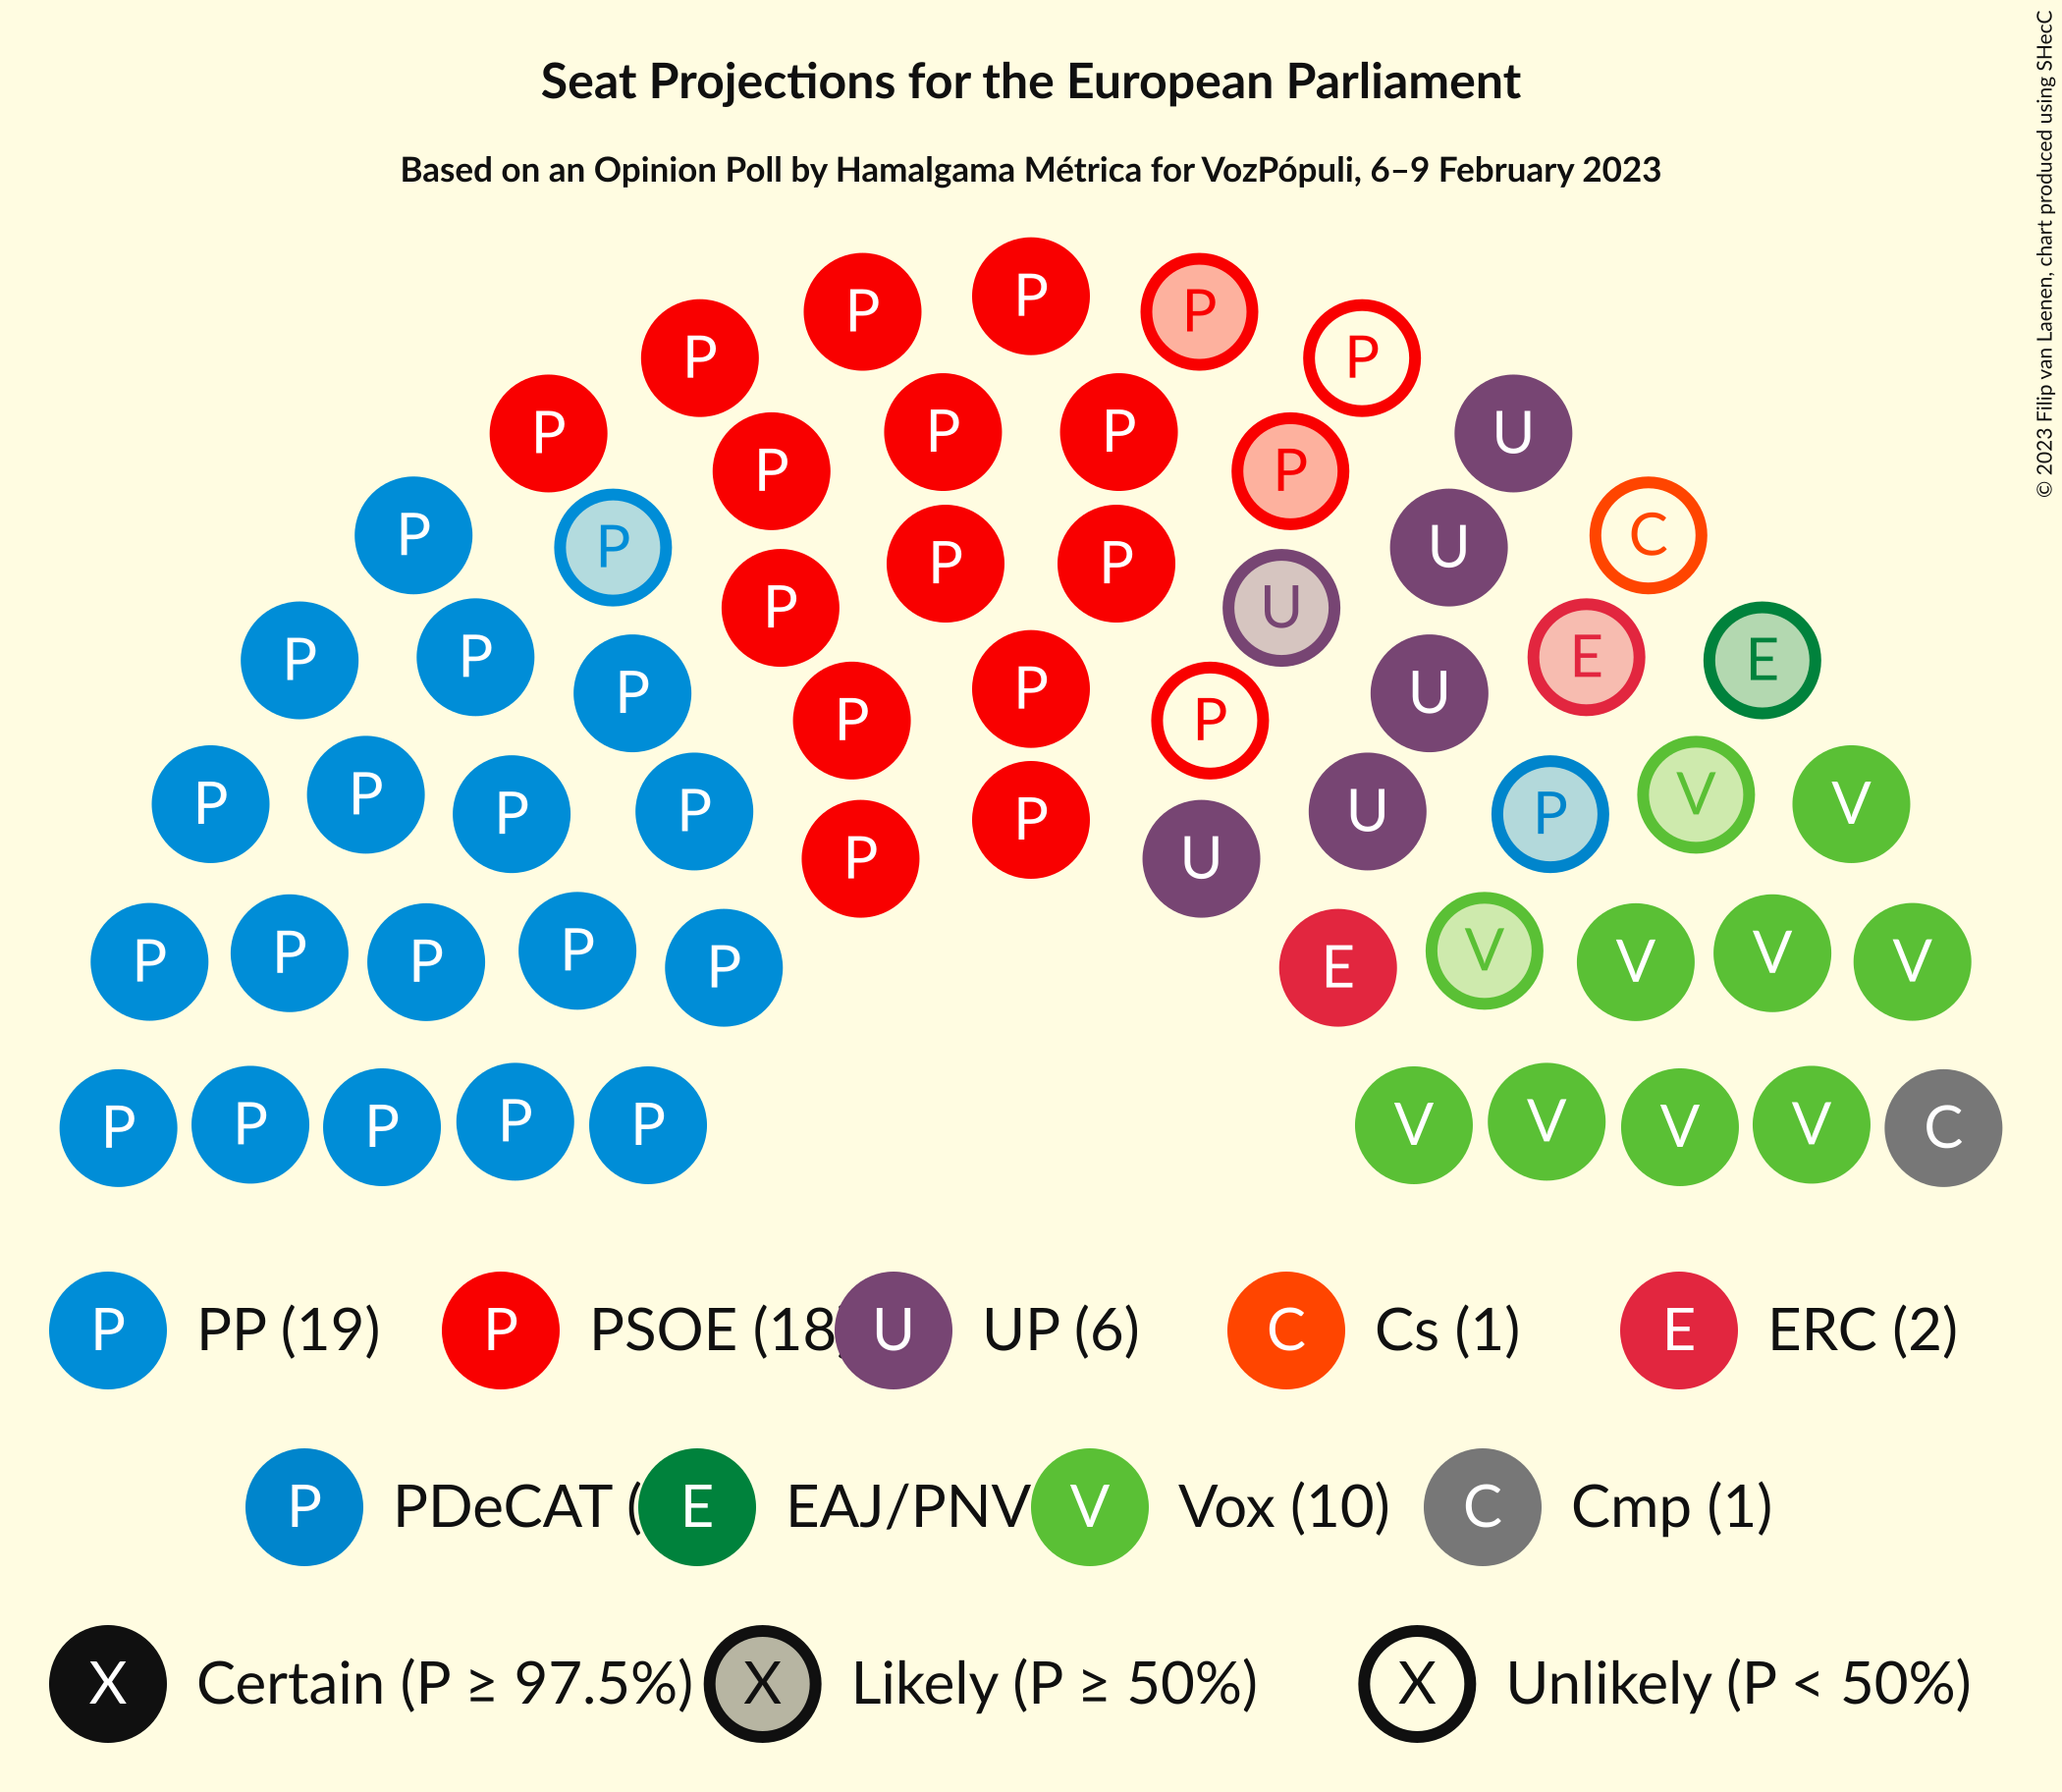 Seat Projections for the European Parliament
Based on an Opinion Poll by Hamalgama Métrica for VozPópuli, 6–9 February 2023
© 2023 Filip van Laenen, chart produced using SHecC
P
P P
P P
P P P U
P P
P P P P U C
P U
P P E E
P P U
P P
P P P P P U P V V
P U
P P P P P E V V V V
P P P P P V V V V C
P PP (19) P PSOE (18 U UP (6) C Cs (1) E ERC (2)
P PDeCAT ( E EAJ/PNV V Vox (10) C Cmp (1)
X Certain (P ≥ 97.5%) X Likely (P ≥ 50%) X Unlikely (P < 50%)